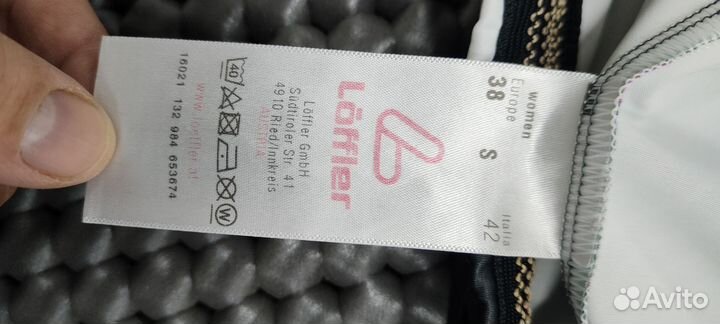 women
Europe
38
S
Italia
42
Löffler
Löffler GmbH
Südtiroler Str. 41
4910 Ried/Innkreis
AUSTRIA
40
W
www.loffler.at
16021 132 984 653674
Avito